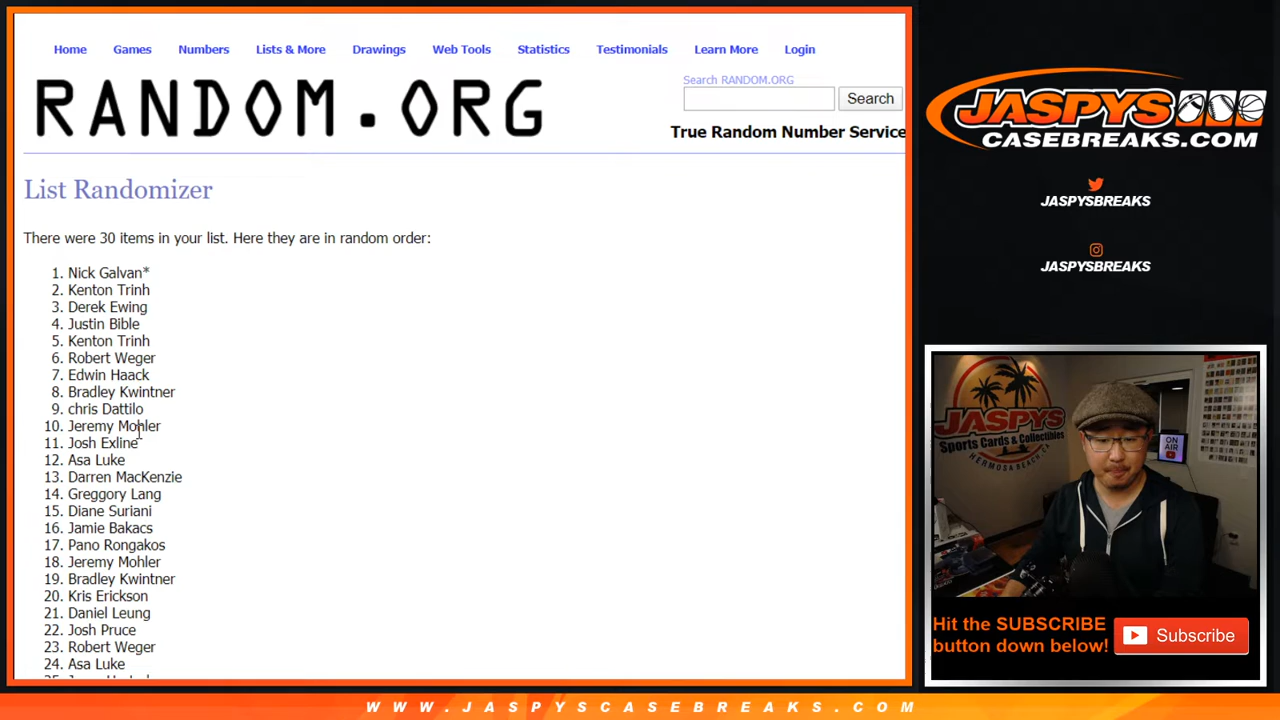 Home Games Numbers Lists & More Drawings Web Tools Statistics Testimonials Learn More Login
Search RANDOM.ORG
RANDOM.ORG
Search
True Random Number Service
List Randomizer
There were 30 items in your list. Here they are in random order:
1. Nick Galvan*
2. Kenton Trinh
3. Derek Ewing
4. Justin Bible
5. Kenton Trinh
6. Robert Weger
7. Edwin Haack
8. Bradley Kwintner
9. chris Dattilo
10. Jeremy Mohler
11. Josh Exline
12. Asa Luke
13. Darren MacKenzie
14. Greggory Lang
15. Diane Suriani
16. Jamie Bakacs
17. Pano Rongakos
18. Jeremy Mohler
19. Bradley Kwintner
20. Kris Erickson
21. Daniel Leung
22. Josh Pruce
23. Robert Weger
24. Asa Luke
JASPYS
CASEBREAKS.COM
JASPYSBREAKS
JASPYSBREAKS
JASPYS
Sports Cards & Collectibles
HERMOSA BEACH, CA
ON
AIR
Hit the SUBSCRIBE
button down below!
Subscribe
WWW.JASPYSCASEBREAKS.COM